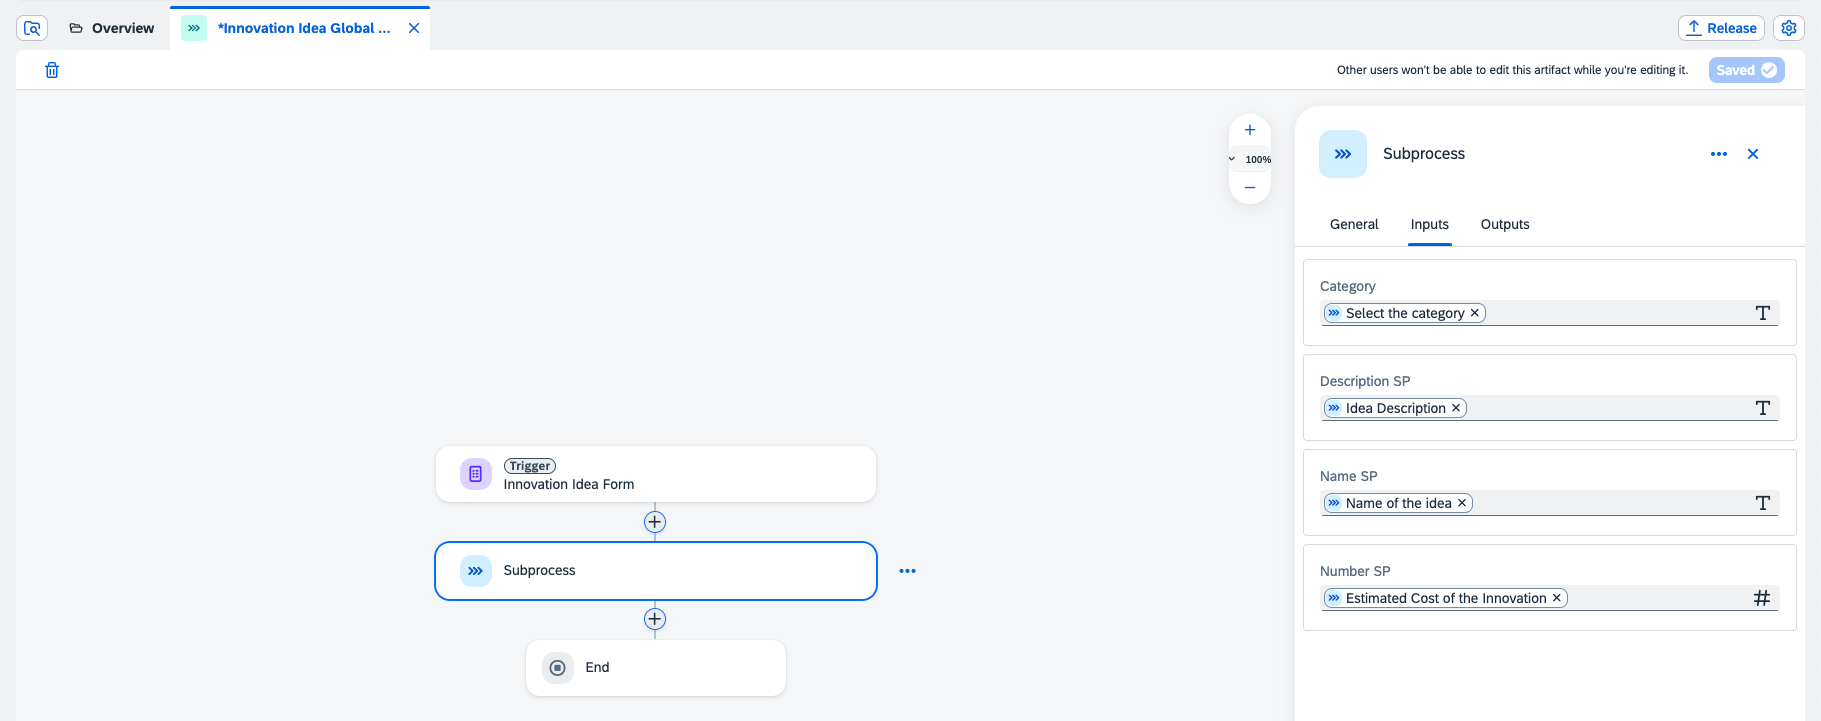 Overview
*Innovation Idea Global ...
Release
Other users won't be able to edit this artifact while you're editing it.
Saved
100%
Trigger
Innovation Idea Form
Subprocess
End
Subprocess
General
Inputs
Outputs
Category
Select the category
Description SP
Idea Description
Name SP
Name of the idea
Number SP
Estimated Cost of the Innovation